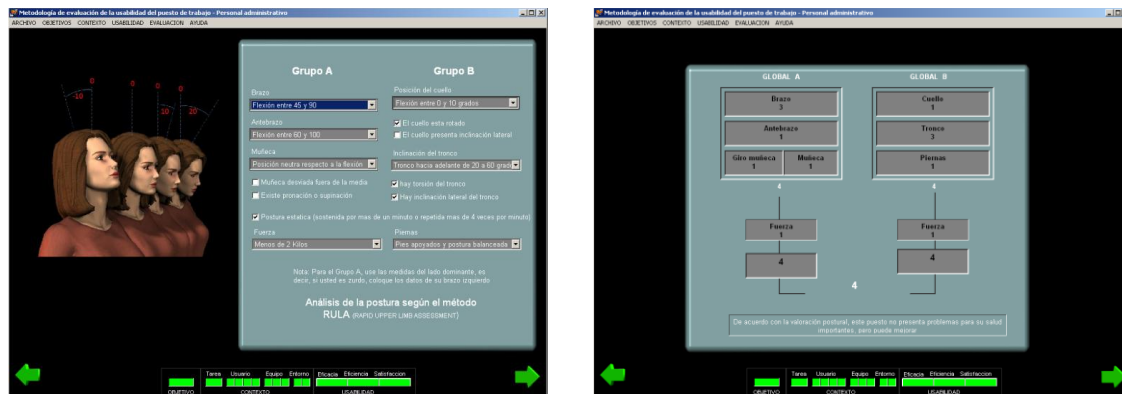 Metodología de evaluación de la usabilidad del puesto de trabajo - Personal administrativo
ARCHIVO OBJETIVOS CONTEXTO USABILIDAD EVALUACION AYUDA
-10 0 0 0 10 0 20
Grupo A
Grupo B
Brazo
Flexión entre 45 y 90
Antebrazo
Flexión entre 60 y 100
Muñeca
Posición neutra respecto a la flexión
Muñeca desviada fuera de la media
Existe pronación o supinación
Posición del cuello
Flexión entre 0 y 10 grados
El cuello esta rotado
El cuello presenta inclinación lateral
Inclinación del tronco
Tronco hacia adelante de 20 a 60 grad
hay torsión del tronco
Hay inclinación lateral del tronco
Postura estatica (sostenida por mas de un minuto o repetida mas de 4 veces por minuto)
Fuerza
Menos de 2 Kilos
Piernas
Pies apoyados y postura balanceada
Nota: Para el Grupo A, use las medidas del lado dominante, es
decir, si usted es zurdo, coloque los datos de su brazo izquierdo
Análisis de la postura según el método
RULA (RAPID UPPER LIMB ASSESSMENT)
Tarea Usuario Equipo Entorno Eficacia Eficiencia Satisfaccion
OBJETIVO CONTEXTO USABILIDAD
Metodología de evaluación de la usabilidad del puesto de trabajo - Personal administrativo
ARCHIVO OBJETIVOS CONTEXTO USABILIDAD EVALUACION AYUDA
GLOBAL A
GLOBAL B
Brazo
3
Antebrazo
1
Giro muñeca
1
Muñeca
1
4
Fuerza
1
4
Cuello
1
Tronco
3
Piernas
1
4
Fuerza
1
4
4
De acuerdo con la valoración postural, este puesto no presenta problemas para su salud
importantes, pero puede mejorar
Tarea Usuario Equipo Entorno Eficacia Eficiencia Satisfaccion
OBJETIVO CONTEXTO USABILIDAD